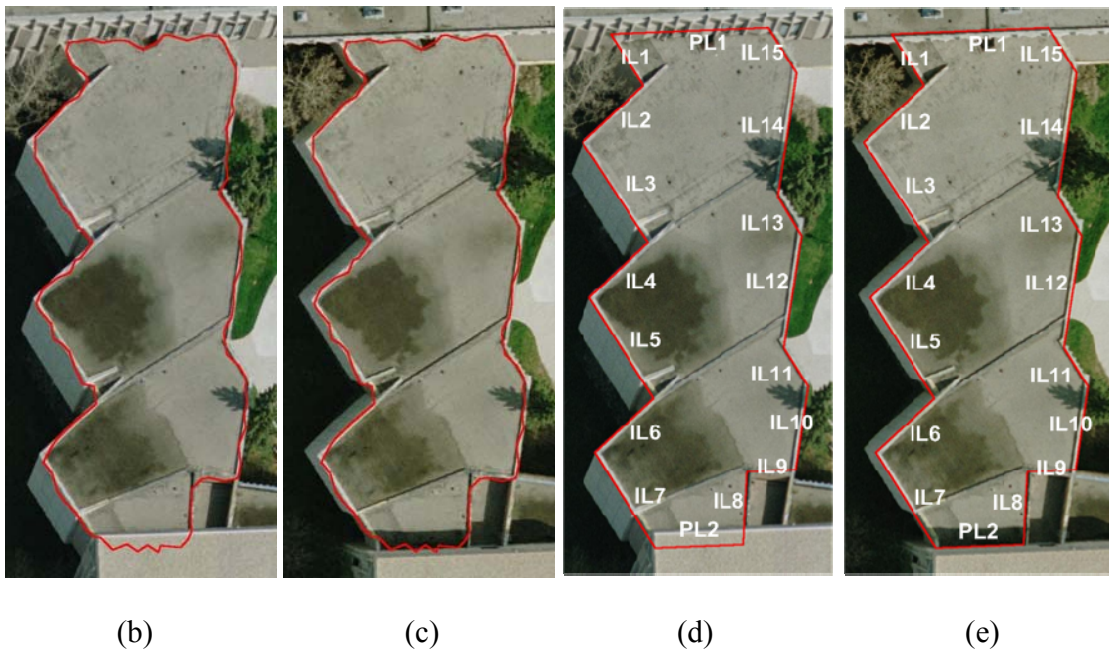 IL1
PL1
IL15
IL2
IL14
IL3
IL13
IL4
IL12
IL5
IL11
IL6
IL10
IL9
IL7
IL8
PL2
IL1
PL1
IL15
IL2
IL14
IL3
IL13
IL4
IL12
IL5
IL11
IL6
IL10
IL9
IL7
IL8
PL2
(b) (c) (d) (e)